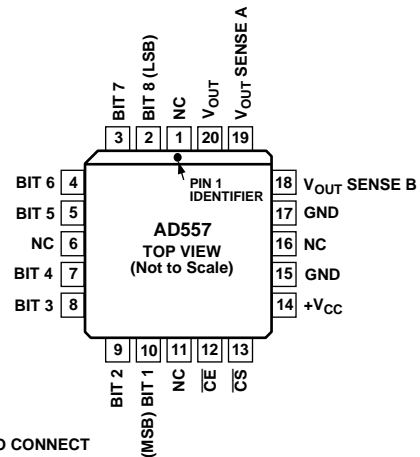 BIT 7
BIT 8 (LSB)
NC
VOUT
VOUT SENSE A
3
2
1
20
19
BIT 6 4
BIT 5 5
NC 6
BIT 4 7
BIT 3 8
PIN 1
IDENTIFIER
AD557
TOP VIEW
(Not to Scale)
18 VOUT SENSE B
17 GND
16 NC
15 GND
14 +VCC
9
10
11
12
13
BIT 2
(MSB) BIT 1
NC
CE
CS
CONNECT